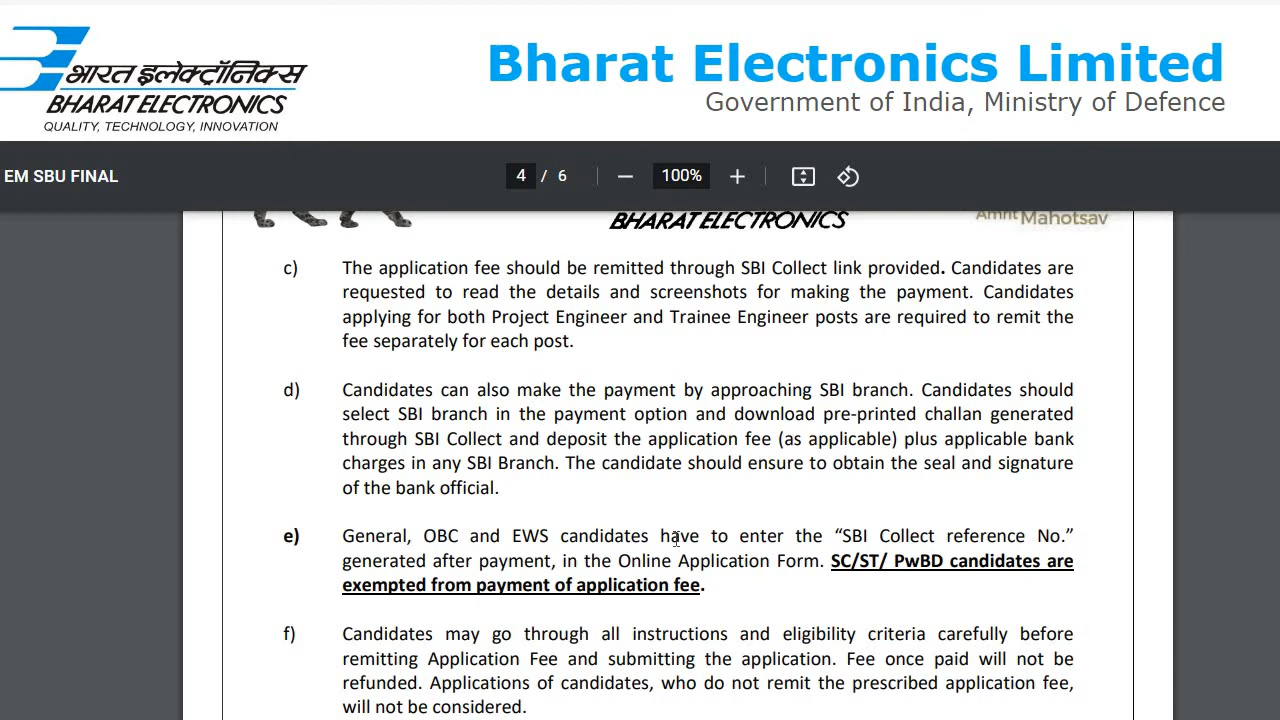 भारत इलेक्ट्रॉनिक्स
BHARAT ELECTRONICS
QUALITY, TECHNOLOGY, INNOVATION
Bharat Electronics Limited
Government of India, Ministry of Defence
EM SBU FINAL
4 / 6
100%
BHARAT ELECTRONICS
Amrit Mahotsav
c) The application fee should be remitted through SBI Collect link provided. Candidates are
requested to read the details and screenshots for making the payment. Candidates
applying for both Project Engineer and Trainee Engineer posts are required to remit the
fee separately for each post.
d) Candidates can also make the payment by approaching SBI branch. Candidates should
select SBI branch in the payment option and download pre-printed challan generated
through SBI Collect and deposit the application fee (as applicable) plus applicable bank
charges in any SBI Branch. The candidate should ensure to obtain the seal and signature
of the bank official.
e) General, OBC and EWS candidates have to enter the “SBI Collect reference No.”
generated after payment, in the Online Application Form. SC/ST/ PwBD candidates are
exempted from payment of application fee.
f) Candidates may go through all instructions and eligibility criteria carefully before
remitting Application Fee and submitting the application. Fee once paid will not be
refunded. Applications of candidates, who do not remit the prescribed application fee,
will not be considered.